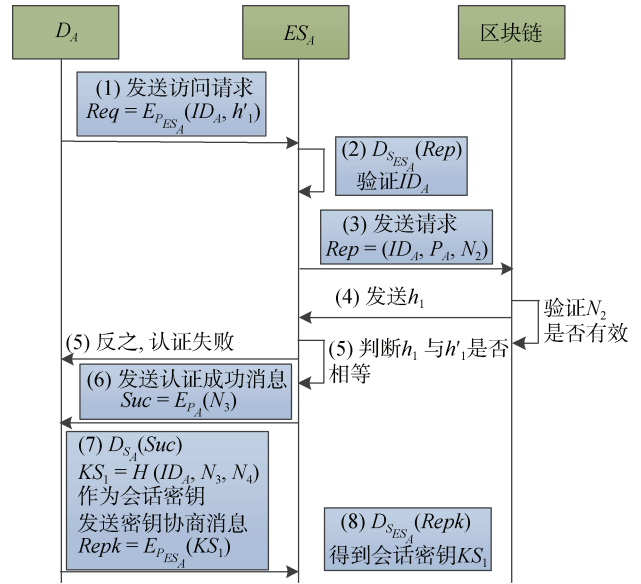 D_A
ES_A
区块链
(1) 发送访问请求
Req = E_{P_{ES_A}}(ID_A, h'_1)
(2) D_{S_{ES_A}}(Rep)
验证ID_A
(3) 发送请求
Rep = (ID_A, P_A, N_2)
(4) 发送h_1
验证N_2
是否有效
(5) 反之, 认证失败
(5) 判断h_1 与h'_1是否
相等
(6) 发送认证成功消息
Suc = E_{P_A}(N_3)
(7) D_{S_A}(Suc)
KS_1 = H (ID_A, N_3, N_4)
作为会话密钥
发送密钥协商消息
Repk = E_{P_{ES_A}}(KS_1)
(8) D_{S_{ES_A}}(Repk)
得到会话密钥KS_1